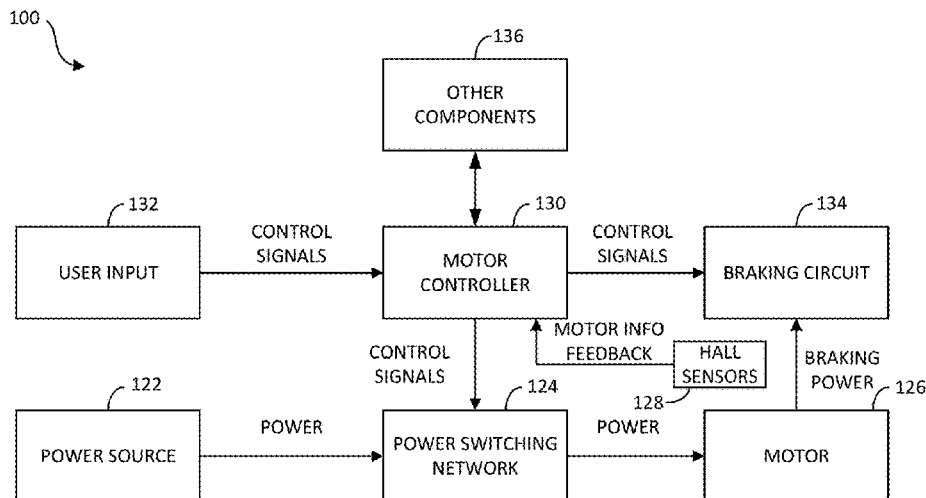 100
136
OTHER
COMPONENTS
132
130
134
USER INPUT
CONTROL
SIGNALS
MOTOR
CONTROLLER
CONTROL
SIGNALS
BRAKING CIRCUIT
CONTROL
SIGNALS
MOTOR INFO
FEEDBACK
HALL
SENSORS
128
BRAKING
POWER
122
124
126
POWER SOURCE
POWER
POWER SWITCHING
NETWORK
POWER
MOTOR